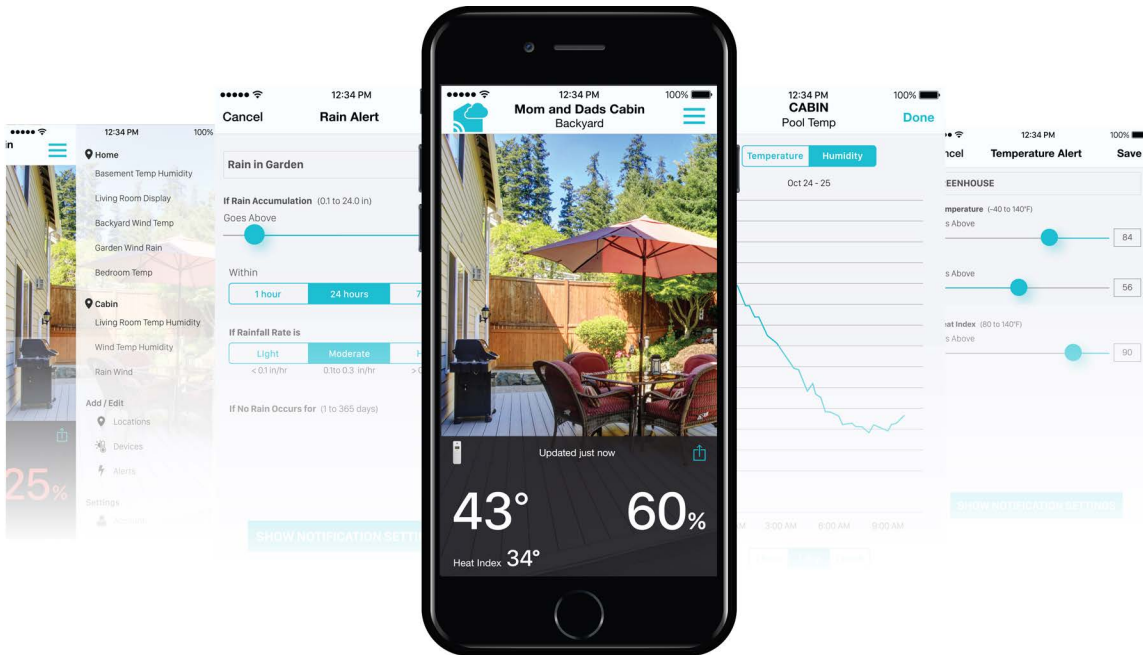 in
12:34 PM
100%
Home
Basement Temp Humidity
Living Room Display
Backyard Wind Temp
Garden Wind Rain
Bedroom Temp
Cabin
Living Room Temp Humidity
Wind Temp Humidity
Rain Wind
Add / Edit
Locations
Devices
Alerts
Settings
25%
12:34 PM
Cancel
Rain Alert
Rain in Garden
If Rain Accumulation (0.1 to 24.0 in)
Goes Above
Within
1 hour
24 hours
7
If Rainfall Rate is
Light
Moderate
H
< 0.1 in/hr
0.1to 0.3 in/hr
> 0
If No Rain Occurs for (1 to 365 days)
SHOW NOTIFICATION SETTI
12:34 PM
100%
Mom and Dads Cabin
Backyard
Updated just now
43°
60%
Heat Index 34°
12:34 PM
100%
CABIN
Pool Temp
Done
Temperature
Humidity
Oct 24 - 25
M
3:00 AM
6:00 AM
9:00 AM
12:34 PM
100%
ncel
Temperature Alert
Save
EENHOUSE
mperature (-40 to 140°F)
s Above
84
s Above
56
eat Index (80 to 140°F)
s Above
90
SHOW NOTIFICATION SETTINGS